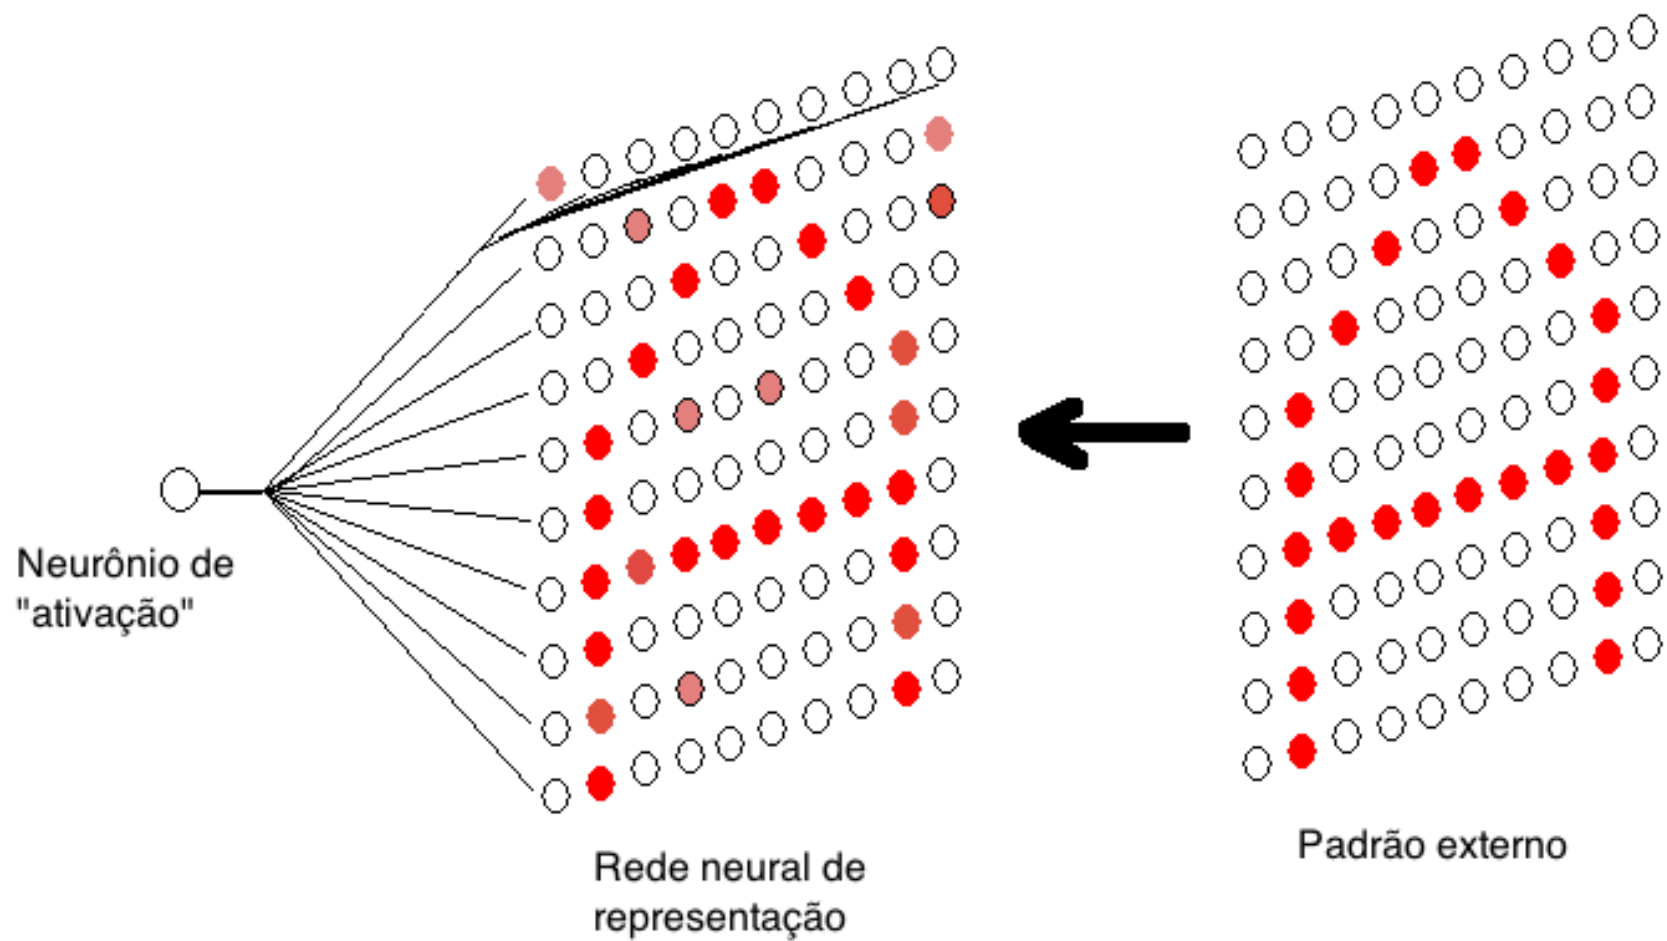 Neurônio de
"ativação"
Rede neural de
representação
Padrão externo